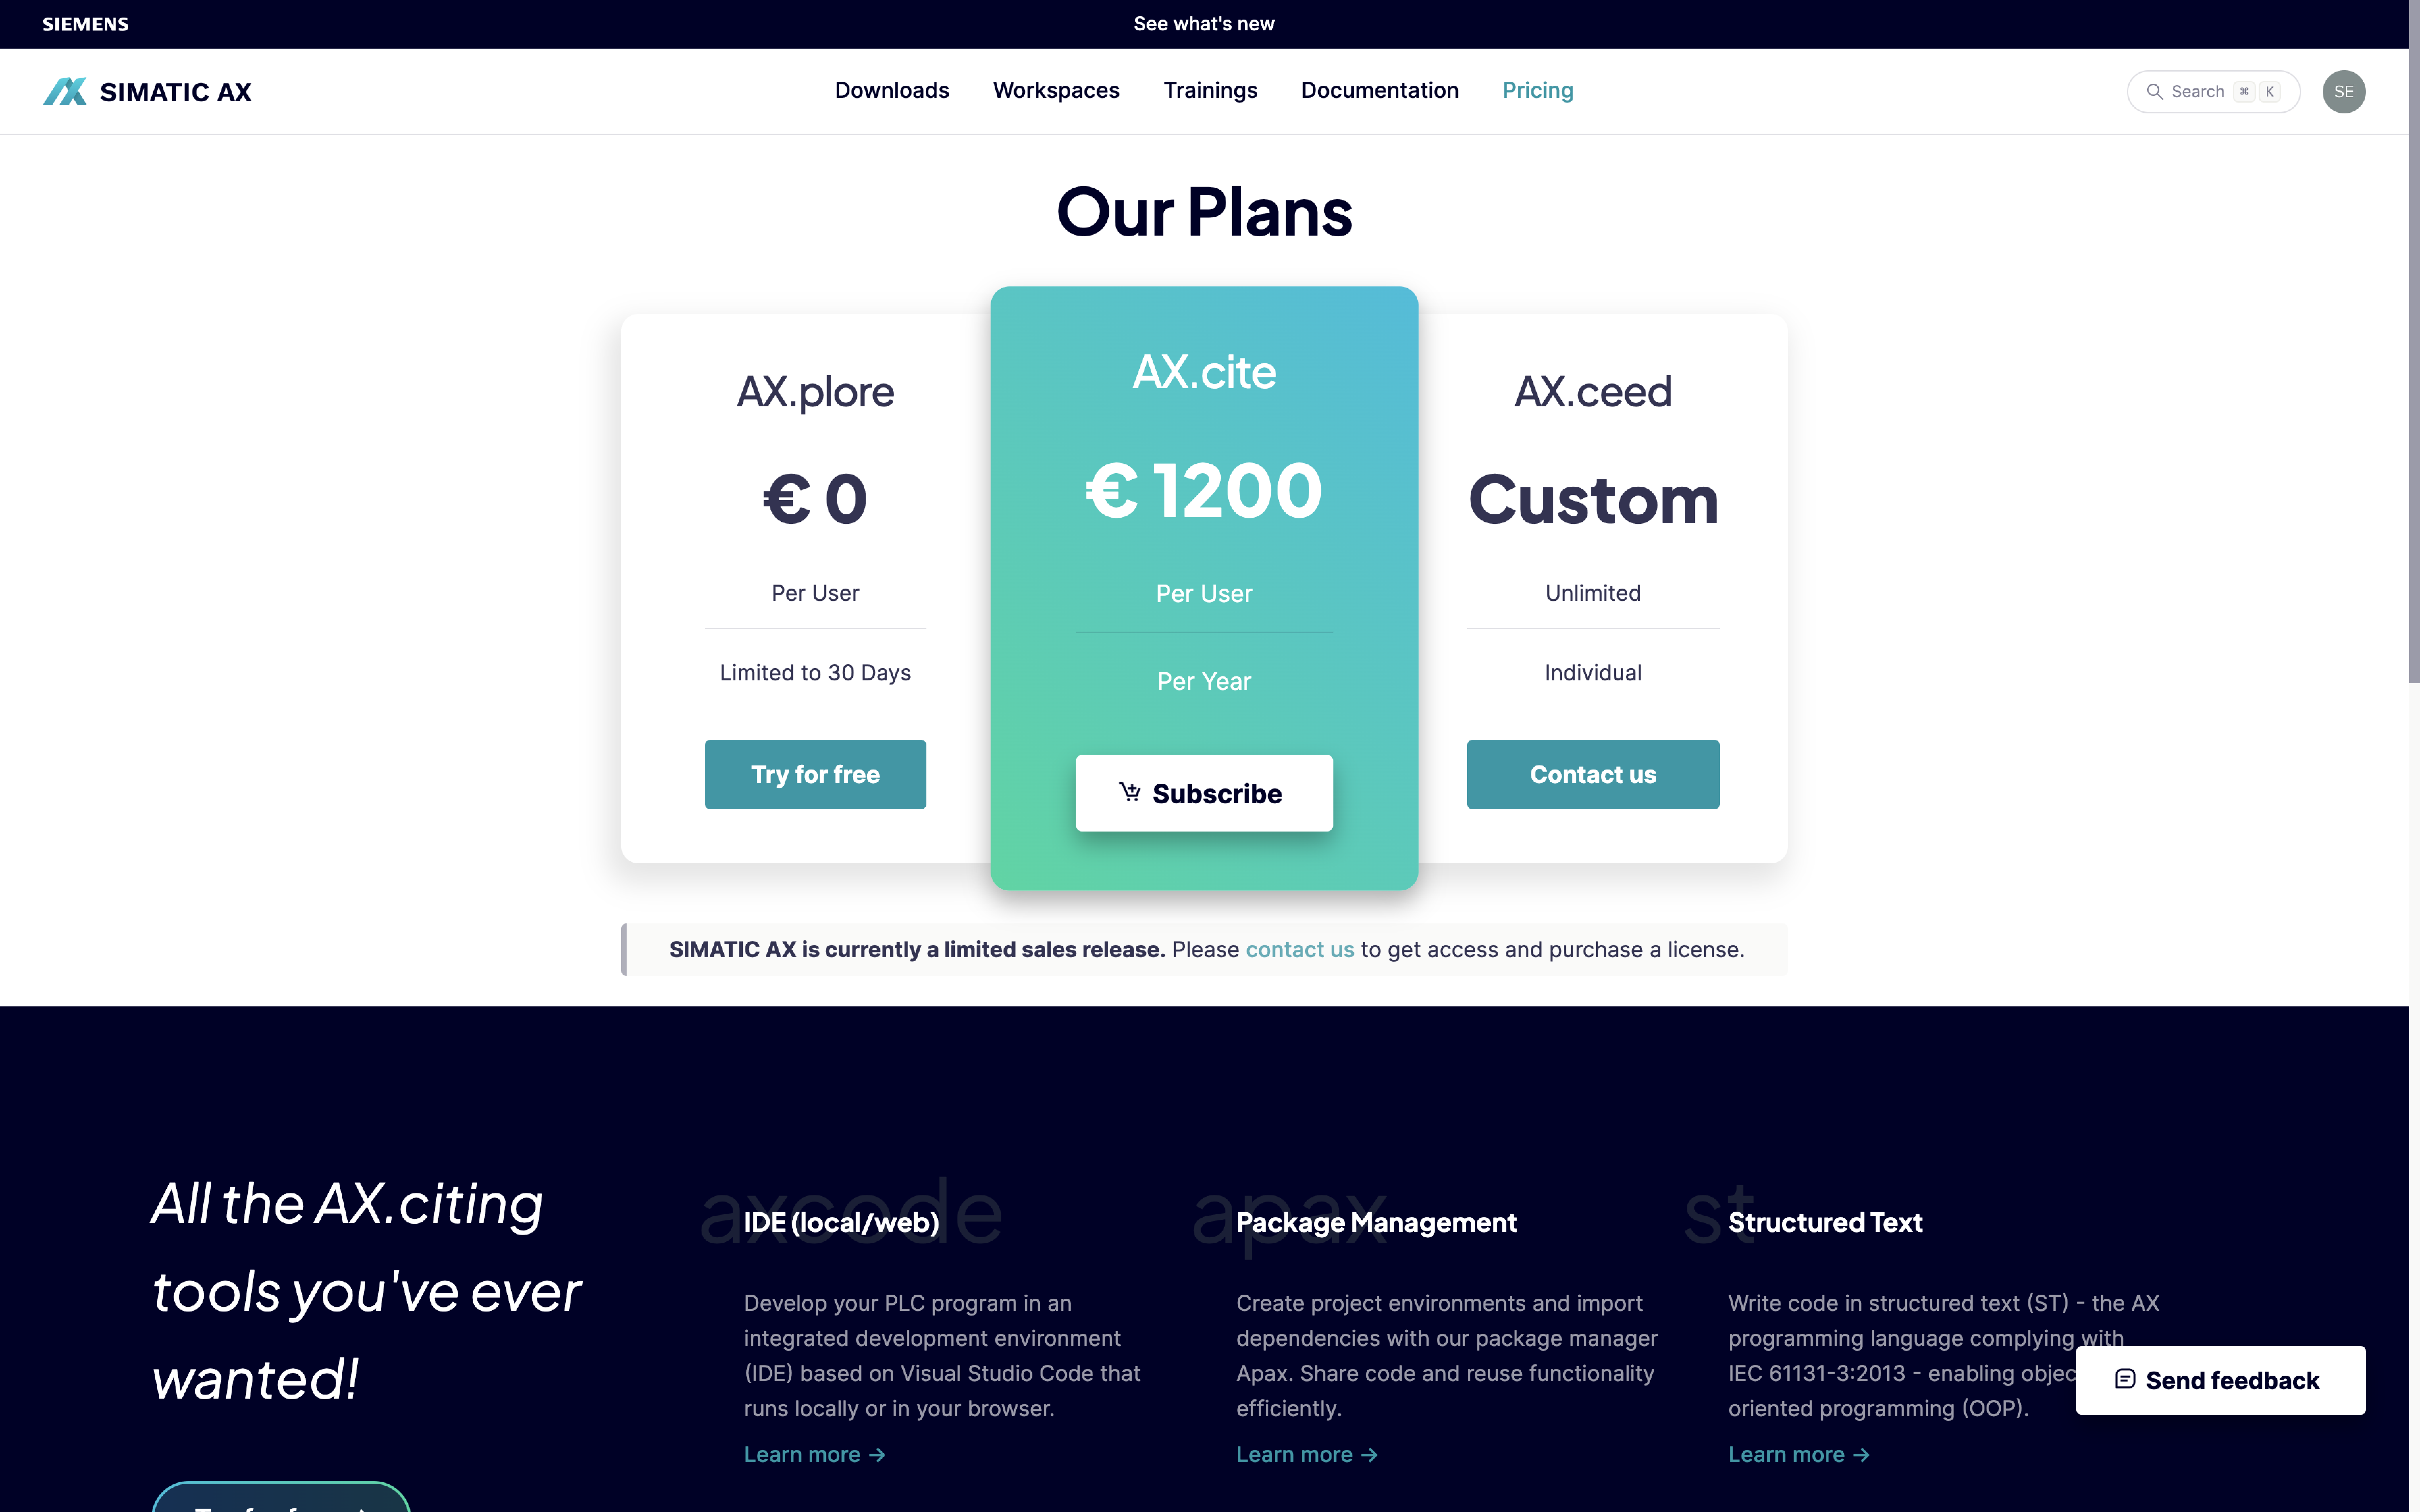 SIEMENS
See what's new
SIMATIC AX
Downloads
Workspaces
Trainings
Documentation
Pricing
Search ⌘ K
SE
Our Plans
AX.plore
€ 0
Per User
Limited to 30 Days
Try for free
AX.cite
€ 1200
Per User
Per Year
Subscribe
AX.ceed
Custom
Unlimited
Individual
Contact us
SIMATIC AX is currently a limited sales release. Please contact us to get access and purchase a license.
All the AX.citing
tools you've ever
wanted!
axcode
IDE (local/web)
Develop your PLC program in an
integrated development environment
(IDE) based on Visual Studio Code that
runs locally or in your browser.
Learn more →
apax
Package Management
Create project environments and import
dependencies with our package manager
Apax. Share code and reuse functionality
efficiently.
Learn more →
st
Structured Text
Write code in structured text (ST) - the AX
programming language complying with
IEC 61131-3:2013 - enabling objec
oriented programming (OOP).
Learn more →
Send feedback